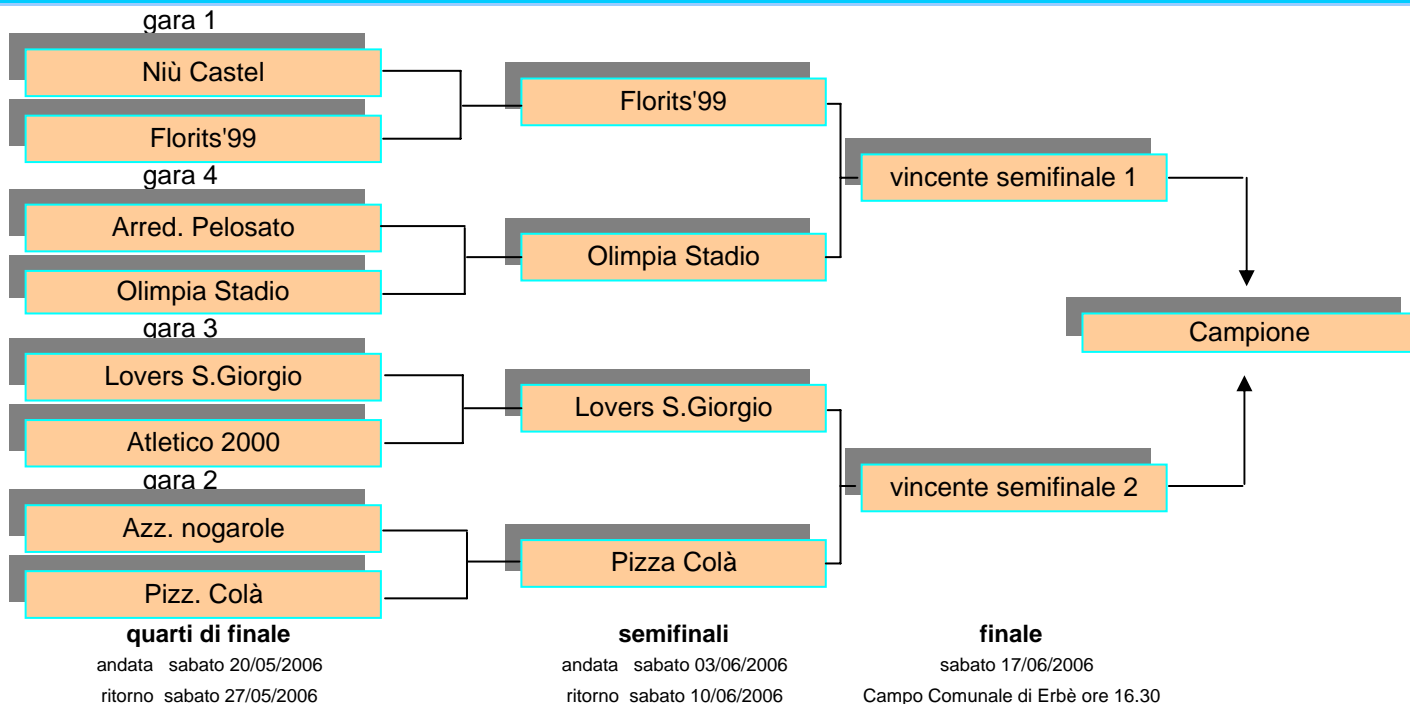 gara 1
Niù Castel
Florits'99
gara 4
Arred. Pelosato
Olimpia Stadio
gara 3
Lovers S.Giorgio
Atletico 2000
gara 2
Azz. nogarole
Pizz. Colà
quarti di finale
andata sabato 20/05/2006
ritorno sabato 27/05/2006
Florits'99
Olimpia Stadio
Lovers S.Giorgio
Pizza Colà
semifinali
andata sabato 03/06/2006
ritorno sabato 10/06/2006
vincente semifinale 1
vincente semifinale 2
finale
sabato 17/06/2006
Campo Comunale di Erbè ore 16.30
Campione